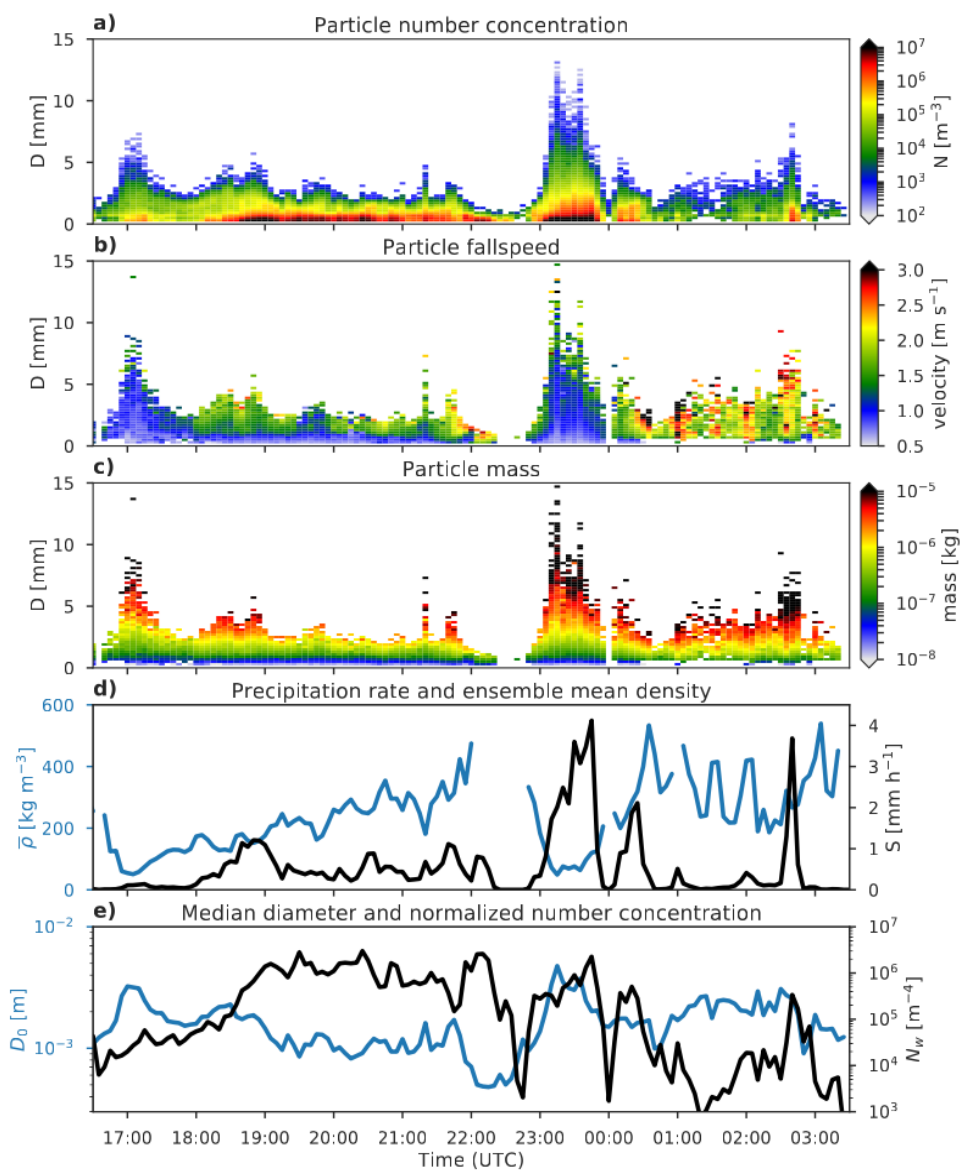 a) Particle number concentration
15
10
5
0
D [mm]
10^7
10^6
10^5
10^4
10^3
10^2
N [m^-3]
b) Particle fallspeed
15
10
5
0
D [mm]
3.0
2.5
2.0
1.5
1.0
0.5
velocity [m s^-1]
c) Particle mass
15
10
5
0
D [mm]
10^-5
10^-6
10^-7
10^-8
mass [kg]
d) Precipitation rate and ensemble mean density
600
400
200
0
ρ̅ [kg m^-3]
4
3
2
1
0
S [mm h^-1]
e) Median diameter and normalized number concentration
10^-2
10^-3
D_0 [m]
10^7
10^6
10^5
10^4
10^3
N_w [m^-4]
17:00 18:00 19:00 20:00 21:00 22:00 23:00 00:00 01:00 02:00 03:00
Time (UTC)